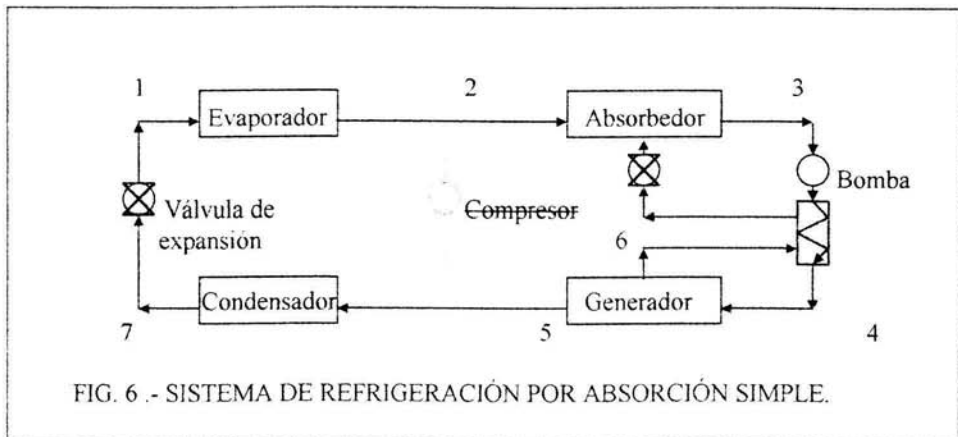 1
2
3
Evaporador
Absorbedor
Bomba
Válvula de
expansión
Compresor
6
Condensador
Generador
7
5
4
FIG. 6 .- SISTEMA DE REFRIGERACIÓN POR ABSORCIÓN SIMPLE.